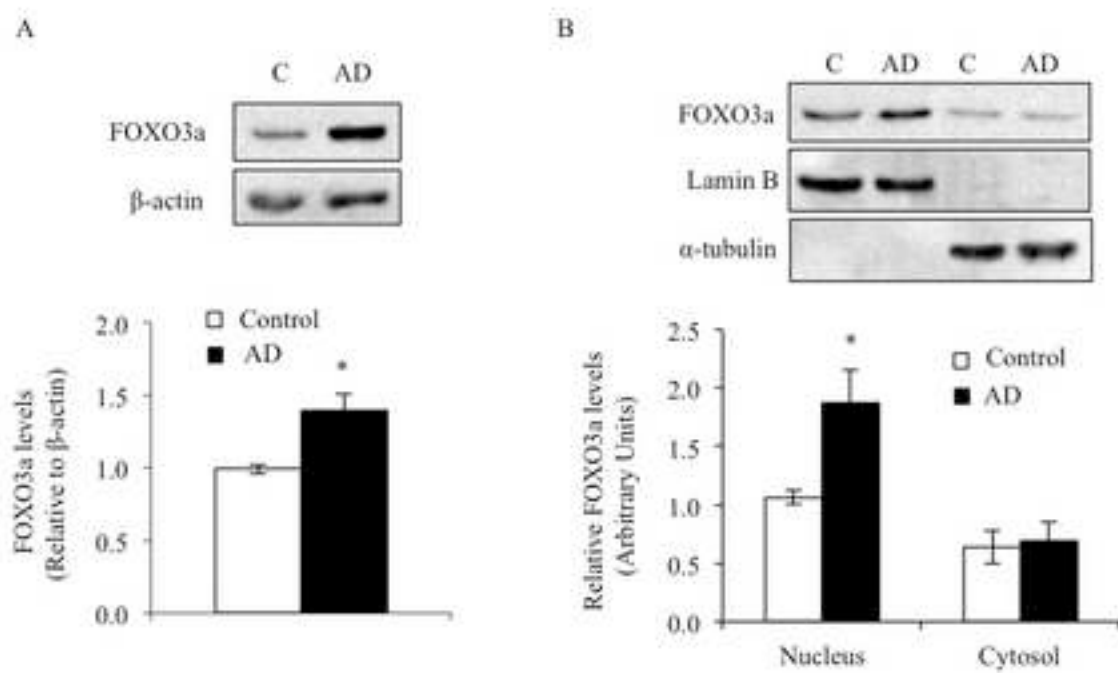 A
C AD
FOXO3a
β-actin
FOXO3a levels
(Relative to β-actin)
2.0
1.5
1.0
0.5
0.0
Control
AD
*
B
C AD C AD
FOXO3a
Lamin B
α-tubulin
Relative FOXO3a levels
(Arbitrary Units)
2.5
2.0
1.5
1.0
0.5
0.0
*
Control
AD
Nucleus Cytosol